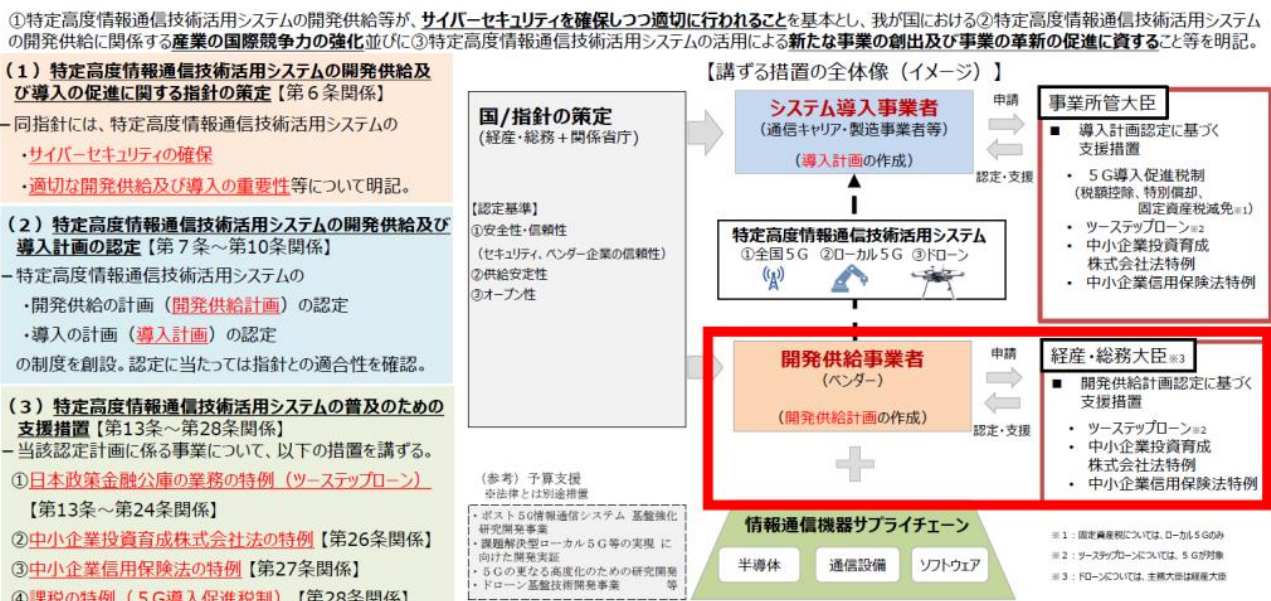 ①特定高度情報通信技術活用システムの開発供給等が、サイバーセキュリティを確保しつつ適切に行われることを基本とし、我が国における②特定高度情報通信技術活用システム
の開発供給に関係する産業の国際競争力の強化並びに③特定高度情報通信技術活用システムの活用による新たな事業の創出及び事業の革新の促進に資すること等を明記。
（1）特定高度情報通信技術活用システムの開発供給及
び導入の促進に関する指針の策定【第６条関係】
–同指針には、特定高度情報通信技術活用システムの
・サイバーセキュリティの確保
・適切な開発供給及び導入の重要性等について明記。
（2）特定高度情報通信技術活用システムの開発供給及び
導入計画の認定【第７条～第10条関係】
–特定高度情報通信技術活用システムの
・開発供給の計画（開発供給計画）の認定
・導入の計画（導入計画）の認定
の制度を創設。認定に当たっては指針との適合性を確認。
（3）特定高度情報通信技術活用システムの普及のための
支援措置【第13条～第28条関係】
–当該認定計画に係る事業について、以下の措置を講ずる。
①日本政策金融公庫の業務の特例（ツーステップローン）
【第13条～第24条関係】
②中小企業投資育成株式会社法の特例【第26条関係】
③中小企業信用保険法の特例【第27条関係】
④課税の特例（５G導入促進税制）【第28条関係】
【講ずる措置の全体像（イメージ）】
国/指針の策定
(経産・総務＋関係省庁)
【認定基準】
①安全性・信頼性
（セキュリティ、ベンダー企業の信頼性）
②供給安定性
③オープン性
（参考）予算支援
※法律とは別途措置
・ポスト５G情報通信システム 基盤強化
研究開発事業
・課題解決型ローカル５G等の実現 に
向けた開発実証
・５Gの更なる高度化のための研究開発
・ドローン基盤技術開発事業 等
システム導入事業者
(通信キャリア・製造事業者等)
(導入計画の作成)
申請
認定・支援
特定高度情報通信技術活用システム
①全国５G ②ローカル５G ③ドローン
開発供給事業者
(ベンダー)
(開発供給計画の作成)
申請
認定・支援
情報通信機器サプライチェーン
半導体 通信設備 ソフトウェア
事業所管大臣
■ 導入計画認定に基づく
支援措置
• ５G導入促進税制
(税額控除、特別償却、
固定資産税減免※1)
• ツーステップローン※2
• 中小企業投資育成
株式会社法特例
• 中小企業信用保険法特例
経産・総務大臣※3
■ 開発供給計画認定に基づく
支援措置
• ツーステップローン※2
• 中小企業投資育成
株式会社法特例
• 中小企業信用保険法特例
※1：固定資産税については、ローカル５Gのみ
※2：ツーステップローンについては、５Gが対象
※3：ドローンについては、主務大臣は経産大臣